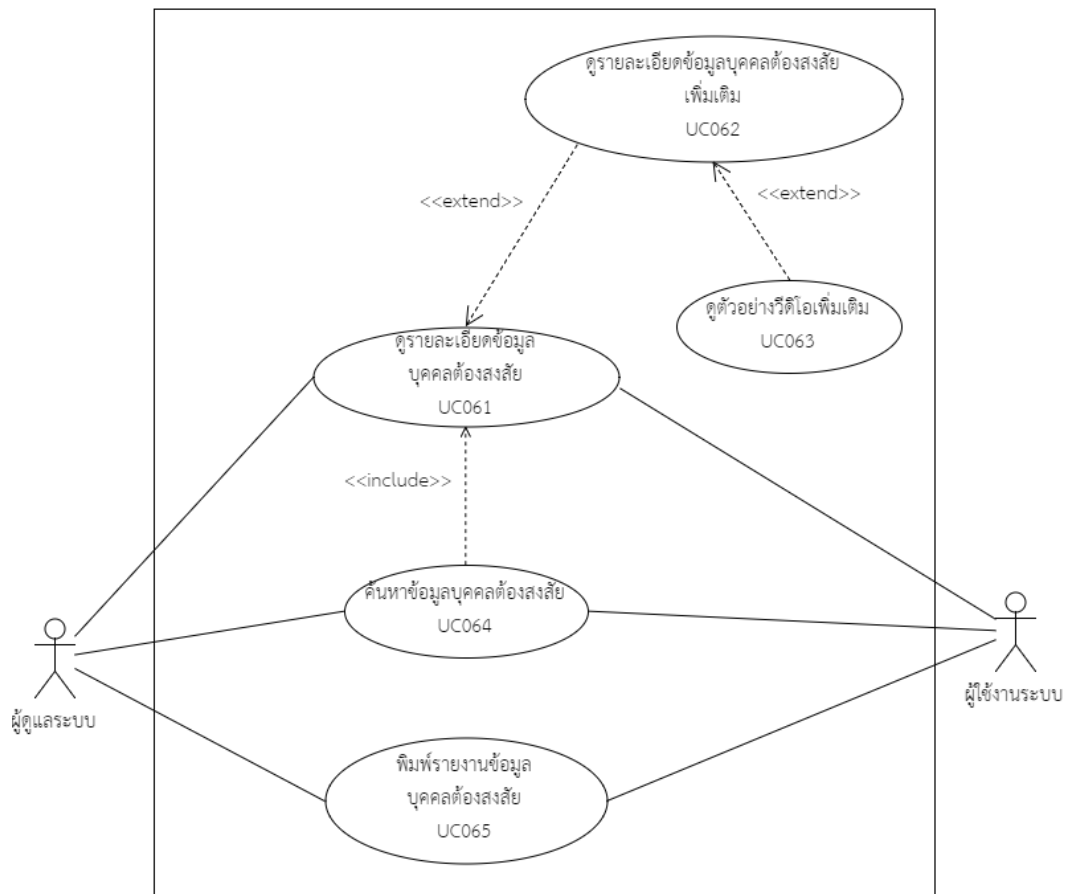 ดูรายละเอียดข้อมูลบุคคลต้องสงสัย
เพิ่มเติม
UC062
<<extend>>
<<extend>>
ดูตัวอย่างวีดิโอเพิ่มเติม
UC063
ดูรายละเอียดข้อมูล
บุคคลต้องสงสัย
UC061
<<include>>
ค้นหาข้อมูลบุคคลต้องสงสัย
UC064
ผู้ดูแลระบบ
ผู้ใช้งานระบบ
พิมพ์รายงานข้อมูล
บุคคลต้องสงสัย
UC065